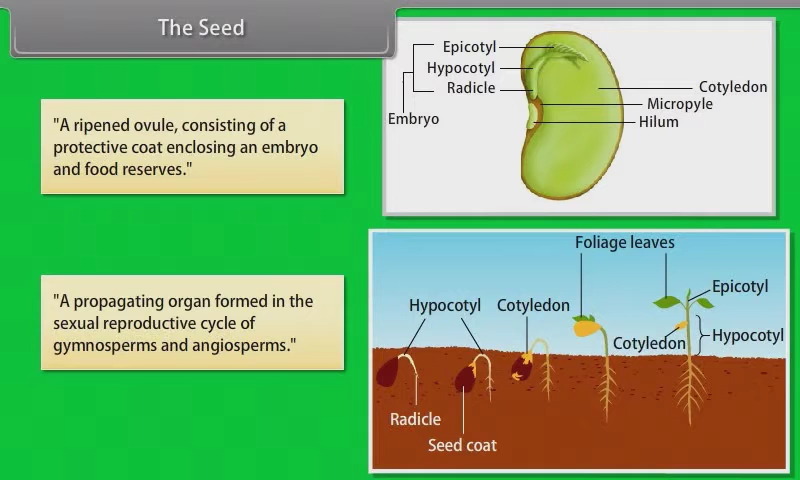 The Seed
"A ripened ovule, consisting of a
protective coat enclosing an embryo
and food reserves."
Epicotyl
Hypocotyl
Radicle
Embryo
Cotyledon
Micropyle
Hilum
"A propagating organ formed in the
sexual reproductive cycle of
gymnosperms and angiosperms."
Foliage leaves
Hypocotyl
Cotyledon
Epicotyl
Cotyledon
Hypocotyl
Radicle
Seed coat